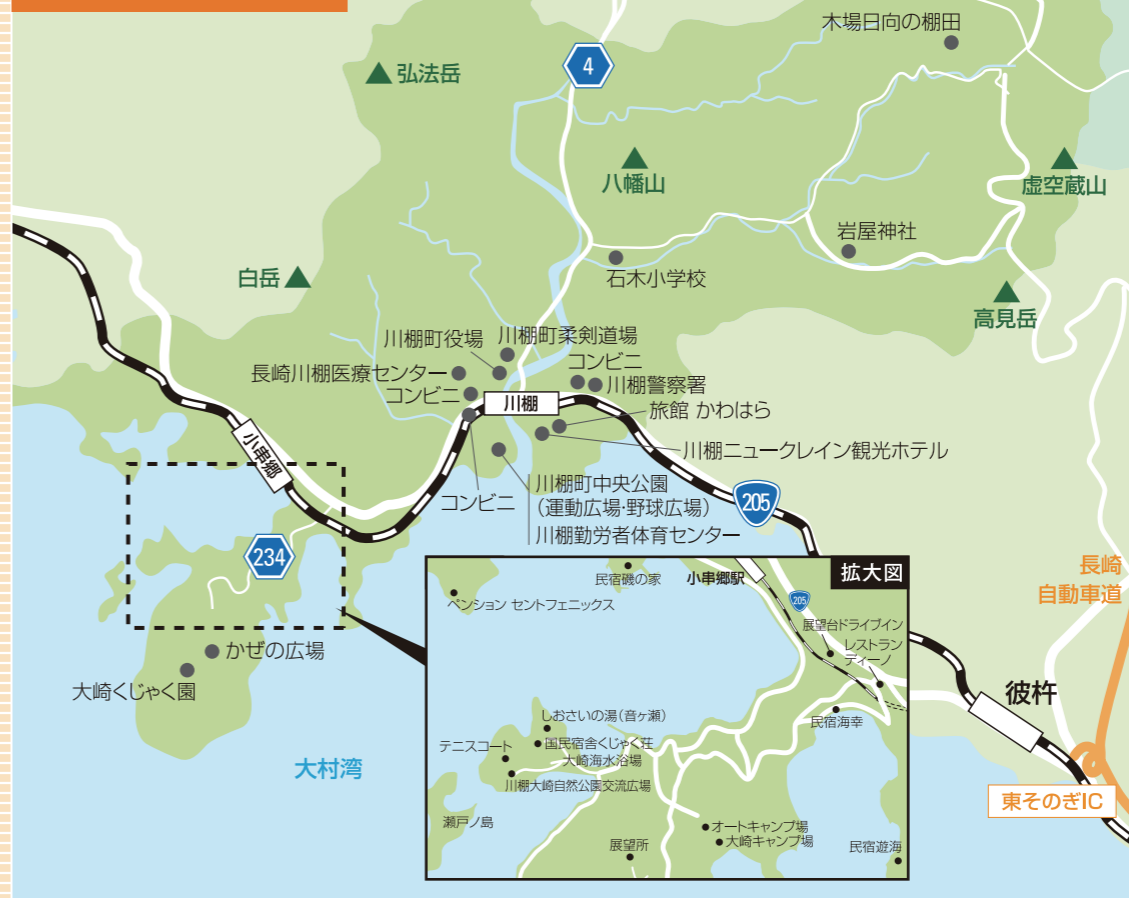 木場日向の棚田
4
弘法岳
八幡山
虚空蔵山
岩屋神社
石木小学校
白岳
高見岳
川棚町役場
川棚町柔剣道場
長崎川棚医療センター
コンビニ
コンビニ
川棚警察署
川棚
旅館 かわはら
川棚ニュークレイン観光ホテル
小串郷
コンビニ
川棚町中央公園
(運動広場・野球広場)
川棚勤労者体育センター
205
234
長崎
自動車道
かぜの広場
大崎くじゃく園
大村湾
彼杵
東そのぎIC
拡大図
民宿磯の家
小串郷駅
ペンション セントフェニックス
205
展望台ドライブイン
レストラン
ディーノ
民宿海幸
しおさいの湯(音ヶ瀬)
テニスコート
国民宿舎くじゃく荘
大崎海水浴場
川棚大崎自然公園交流広場
瀬戸ノ島
オートキャンプ場
大崎キャンプ場
展望所
民宿遊海